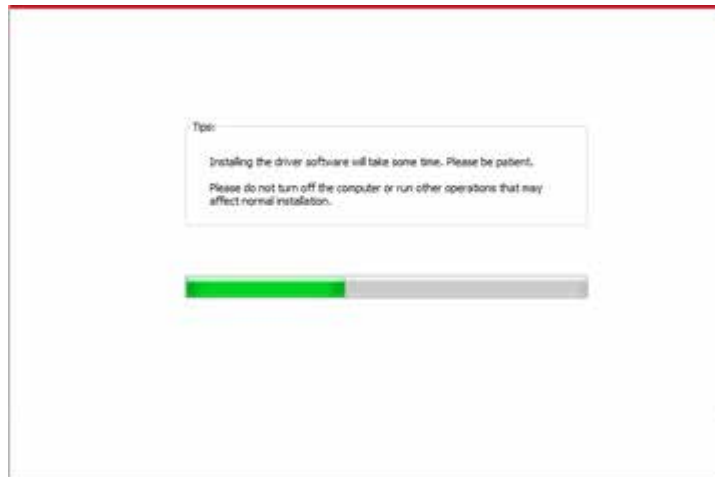 Tips:
Installing the driver software will take some time. Please be patient.
Please do not turn off the computer or run other operations that may
affect normal installation.